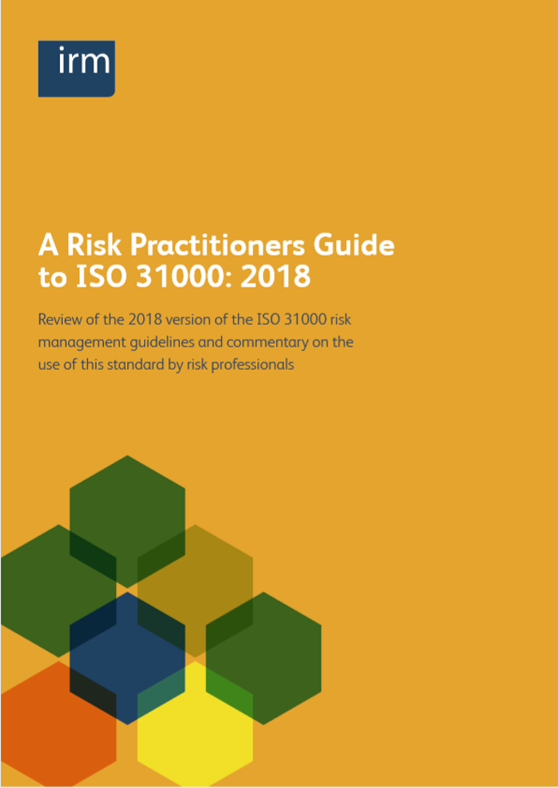 irm
A Risk Practitioners Guide
to ISO 31000: 2018
Review of the 2018 version of the ISO 31000 risk
management guidelines and commentary on the
use of this standard by risk professionals